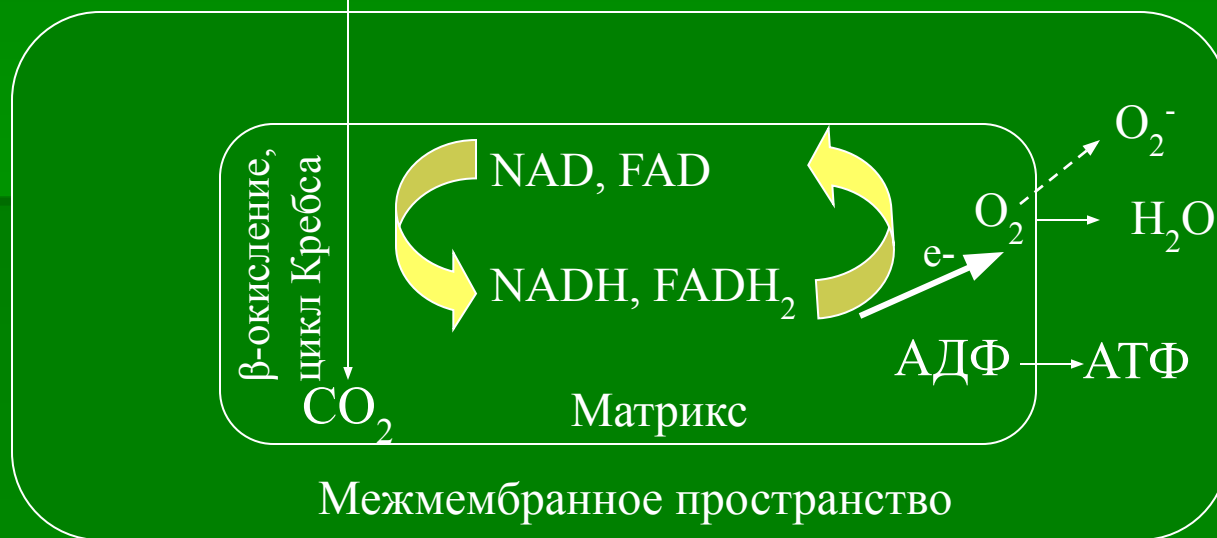 β-окисление,
цикл Кребса
CO₂
NAD, FAD
NADH, FADH₂
e-
O₂
O₂⁻
H₂O
АДФ
АТФ
Матрикс
Межмембранное пространство